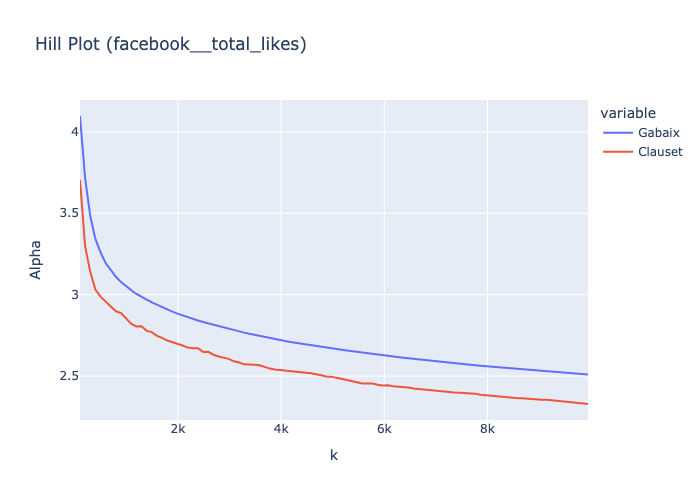 Hill Plot (facebook__total_likes)
variable
Gabaix
Clauset
Alpha
4
3.5
3
2.5
2k
4k
6k
8k
k